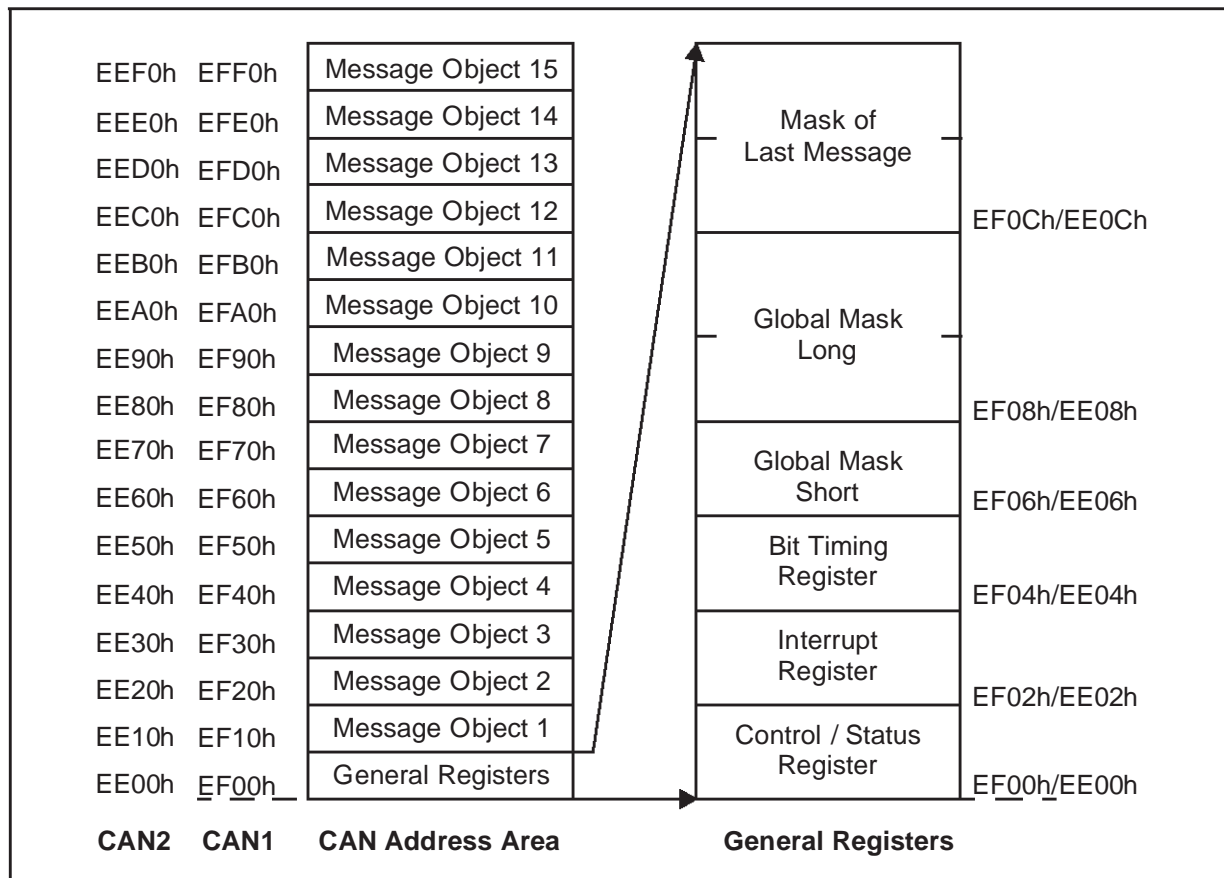 EEF0h EFF0h Message Object 15
EEE0h EFE0h Message Object 14
EED0h EFD0h Message Object 13
EEC0h EFC0h Message Object 12
EEB0h EFB0h Message Object 11
EEA0h EFA0h Message Object 10
EE90h EF90h Message Object 9
EE80h EF80h Message Object 8
EE70h EF70h Message Object 7
EE60h EF60h Message Object 6
EE50h EF50h Message Object 5
EE40h EF40h Message Object 4
EE30h EF30h Message Object 3
EE20h EF20h Message Object 2
EE10h EF10h Message Object 1
EE00h EF00h General Registers
CAN2 CAN1 CAN Address Area
Mask of
Last Message
EF0Ch/EE0Ch
Global Mask
Long
EF08h/EE08h
Global Mask
Short
EF06h/EE06h
Bit Timing
Register
EF04h/EE04h
Interrupt
Register
EF02h/EE02h
Control / Status
Register
EF00h/EE00h
General Registers